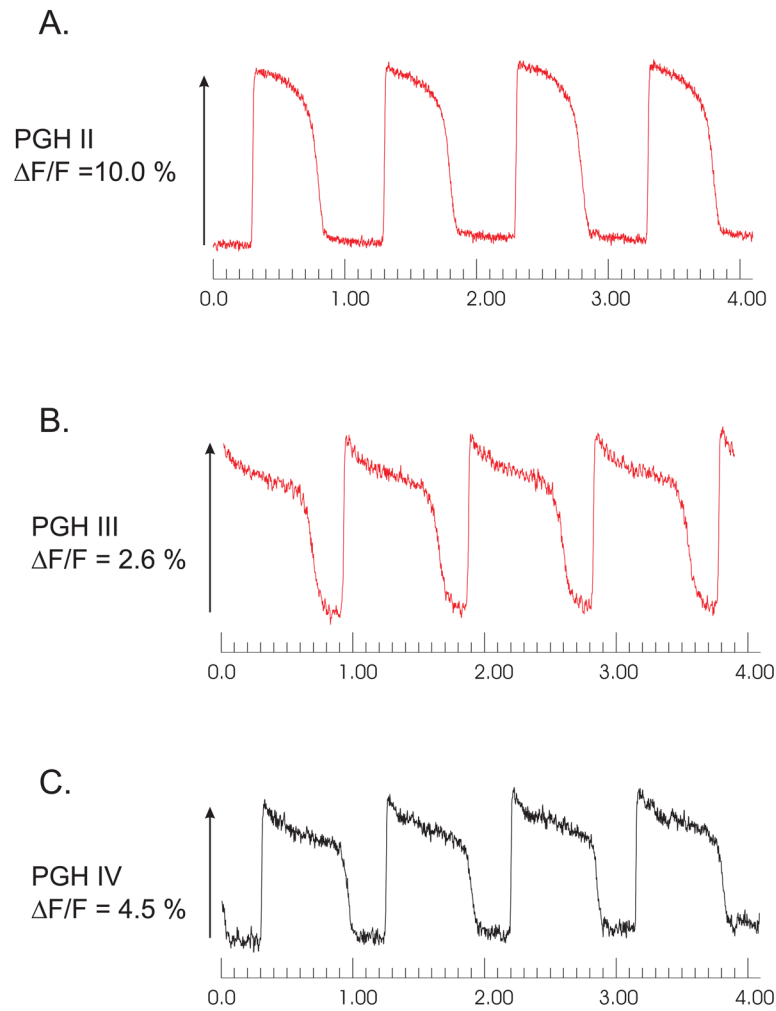 A.
PGH II
ΔF/F =10.0 %
0.0 1.00 2.00 3.00 4.00
B.
PGH III
ΔF/F = 2.6 %
0.0 1.00 2.00 3.00 4.00
C.
PGH IV
ΔF/F = 4.5 %
0.0 1.00 2.00 3.00 4.00